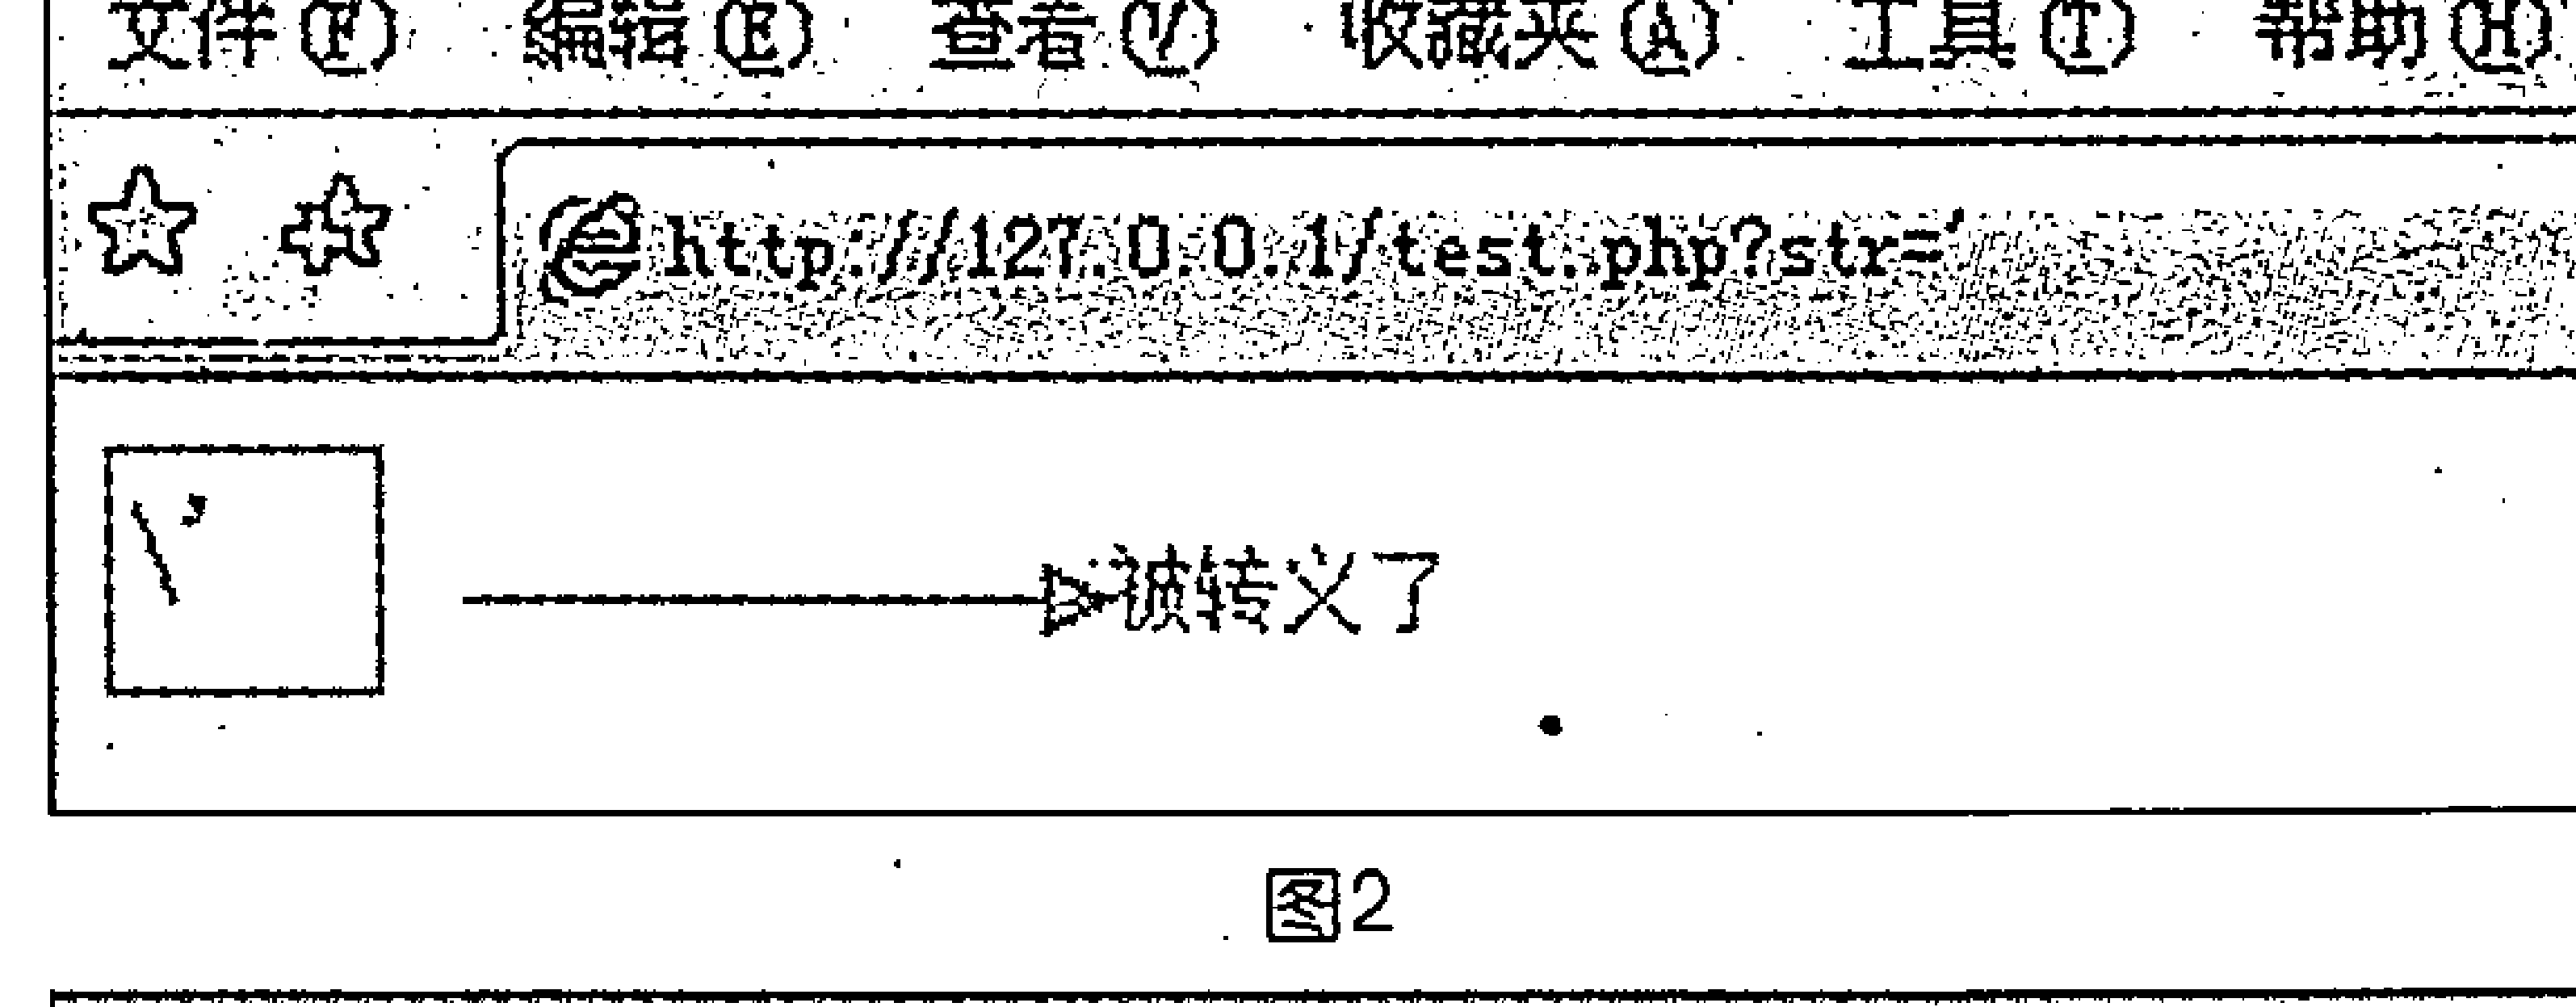 文件(F) 编辑(E) 查看(V) 收藏夹(A) 工具(T) 帮助(H)
http://127.0.0.1/test.php?str='
\' 被转义了
图2